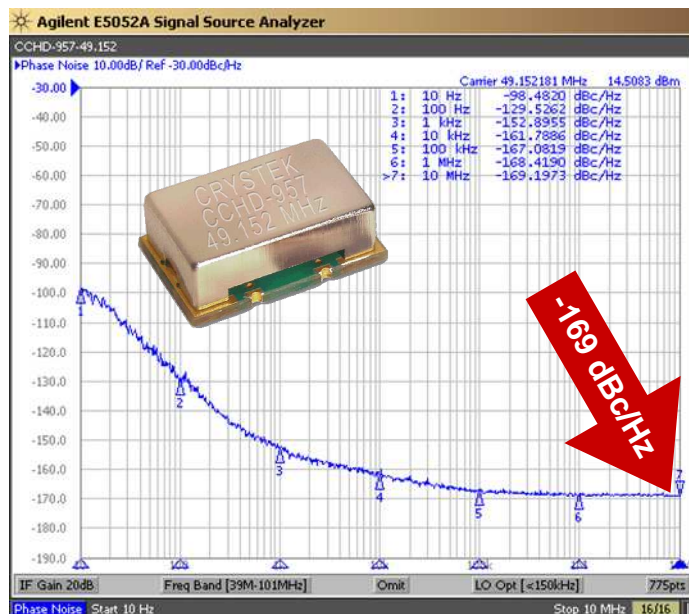 Agilent E5052A Signal Source Analyzer
CCHD-957-49.152
Phase Noise 10.00dB/ Ref -30.00dBc/Hz
Carrier 49.152181 MHz 14.5083 dBm
1: 10 Hz -98.4820 dBc/Hz
2: 100 Hz -129.5262 dBc/Hz
3: 1 kHz -152.8955 dBc/Hz
4: 10 kHz -161.7886 dBc/Hz
5: 100 kHz -167.0819 dBc/Hz
6: 1 MHz -168.4190 dBc/Hz
>7: 10 MHz -169.1973 dBc/Hz
-30.00
-40.00
-50.00
-60.00
-70.00
-80.00
-90.00
-100.0
-110.0
-120.0
-130.0
-140.0
-150.0
-160.0
-170.0
-180.0
-190.0
CRYSTEK
CCHD-957
49.152 MHz
-169 dBc/Hz
1
2
3
4
5
6
7
IF Gain 20dB Freq Band [39M-101MHz] Omit LO Opt [<150kHz] 775pts
Phase Noise Start 10 Hz Stop 10 MHz 16/16